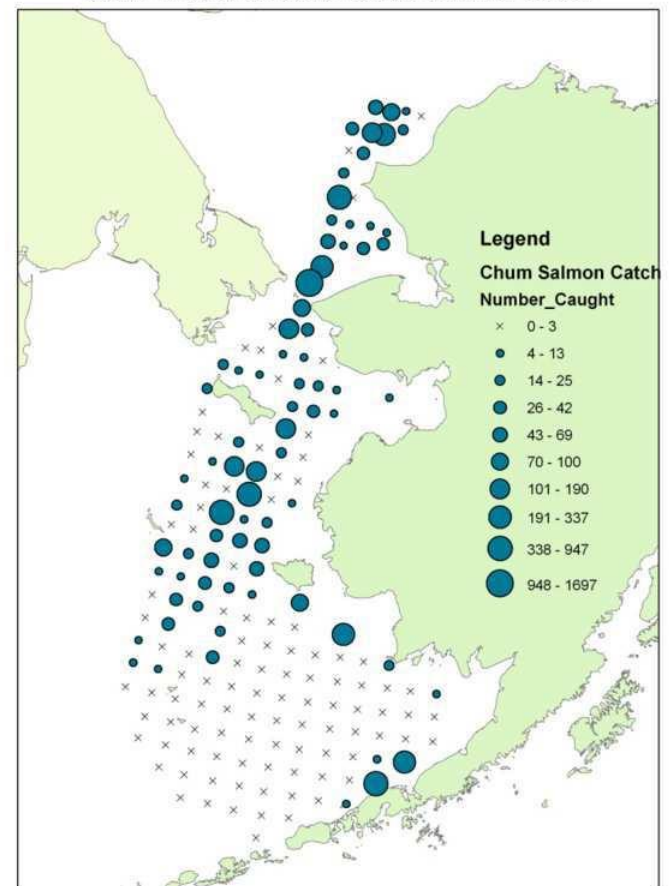 Legend
Chum Salmon Catch
Number_Caught
0 - 3
4 - 13
14 - 25
26 - 42
43 - 69
70 - 100
101 - 190
191 - 337
338 - 947
948 - 1697